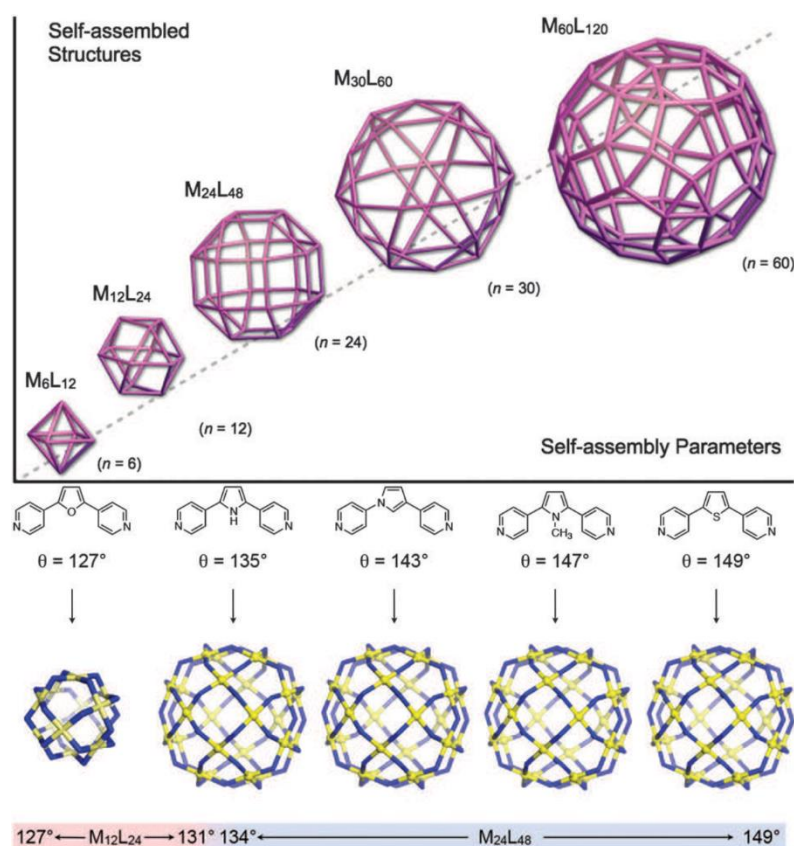 Self-assembled
Structures
M₆₀L₁₂₀
M₃₀L₆₀
M₂₄L₄₈
M₁₂L₂₄
M₆L₁₂
(n = 60)
(n = 30)
(n = 24)
(n = 12)
(n = 6)
Self-assembly Parameters
N O N
N N H N
N N N
N N CH₃ N
N S N
θ = 127° θ = 135° θ = 143° θ = 147° θ = 149°
127° M₁₂L₂₄ 131° 134° M₂₄L₄₈ 149°